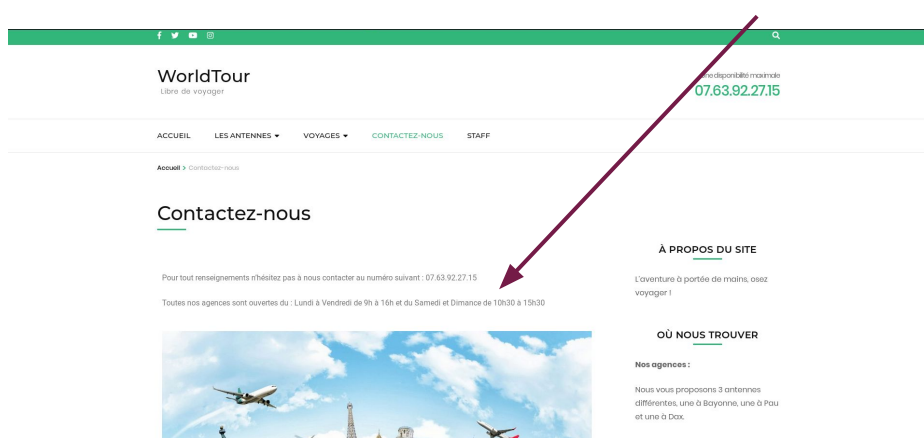 WorldTour
Libre de voyager
Une disponibilité maximale
07.63.92.27.15
ACCUEIL LES ANTENNES VOYAGES CONTACTEZ-NOUS STAFF
Accueil > Contactez-nous
Contactez-nous
Pour tout renseignements n'hésitez pas à nous contacter au numéro suivant : 07.63.92.27.15
Toutes nos agences sont ouvertes du : Lundi à Vendredi de 9h à 16h et du Samedi et Dimance de 10h30 à 15h30
À PROPOS DU SITE
L'aventure à portée de mains, osez
voyager !
OÙ NOUS TROUVER
Nos agences :
Nous vous proposons 3 antennes
différentes, une à Bayonne, une à Pau
et une à Dax.